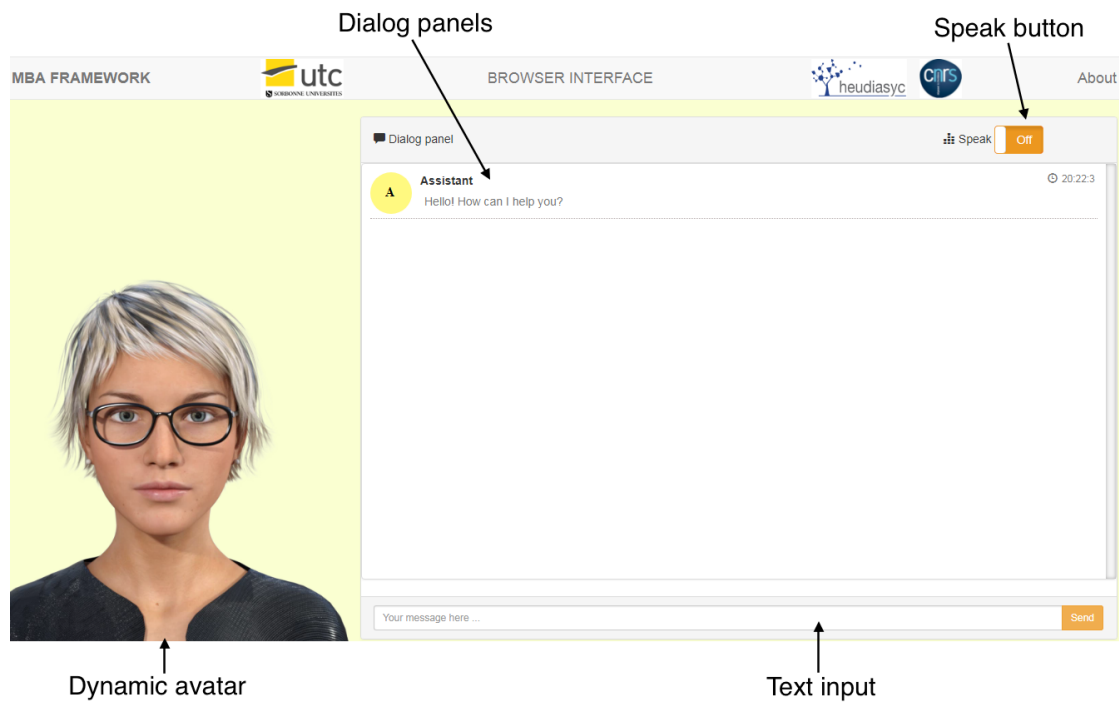 Dialog panels
Speak button
MBA FRAMEWORK
utc
SORBONNE UNIVERSITES
BROWSER INTERFACE
heudiasyc
cnrs
About
Dialog panel
Speak
Off
A
Assistant
20:22:3
Hello! How can I help you?
Your message here ...
Send
Dynamic avatar
Text input